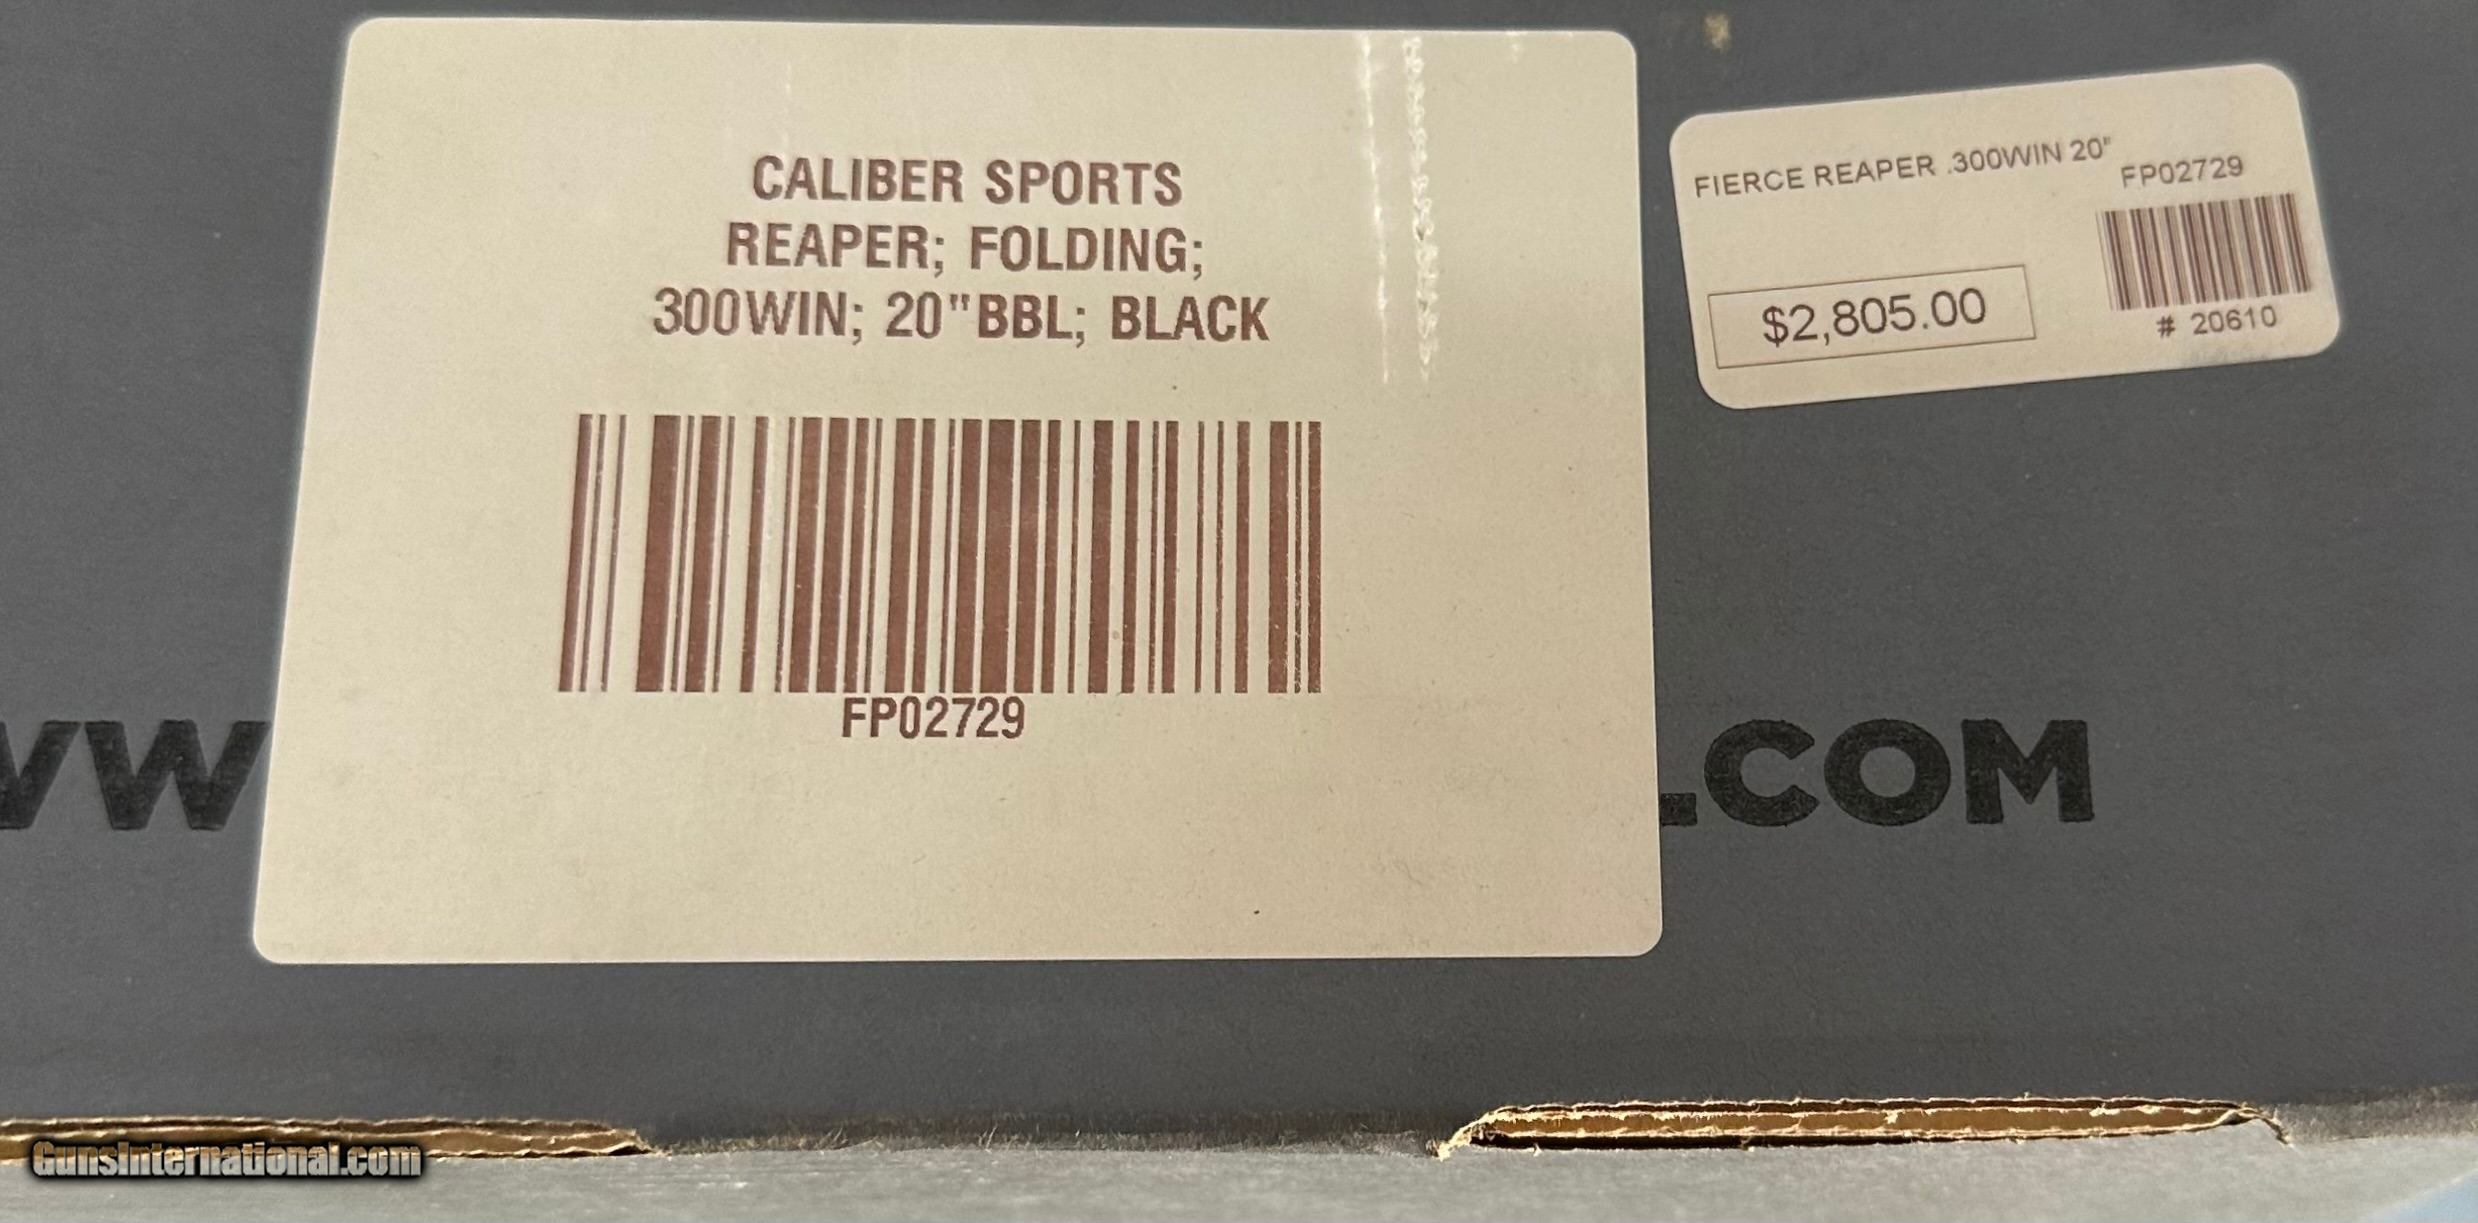 CALIBER SPORTS
REAPER; FOLDING;
300WIN; 20"BBL; BLACK
FP02729
FIERCE REAPER .300WIN 20"
FP02729
$2,805.00
# 20610
WW
.COM
GunsInternational.com